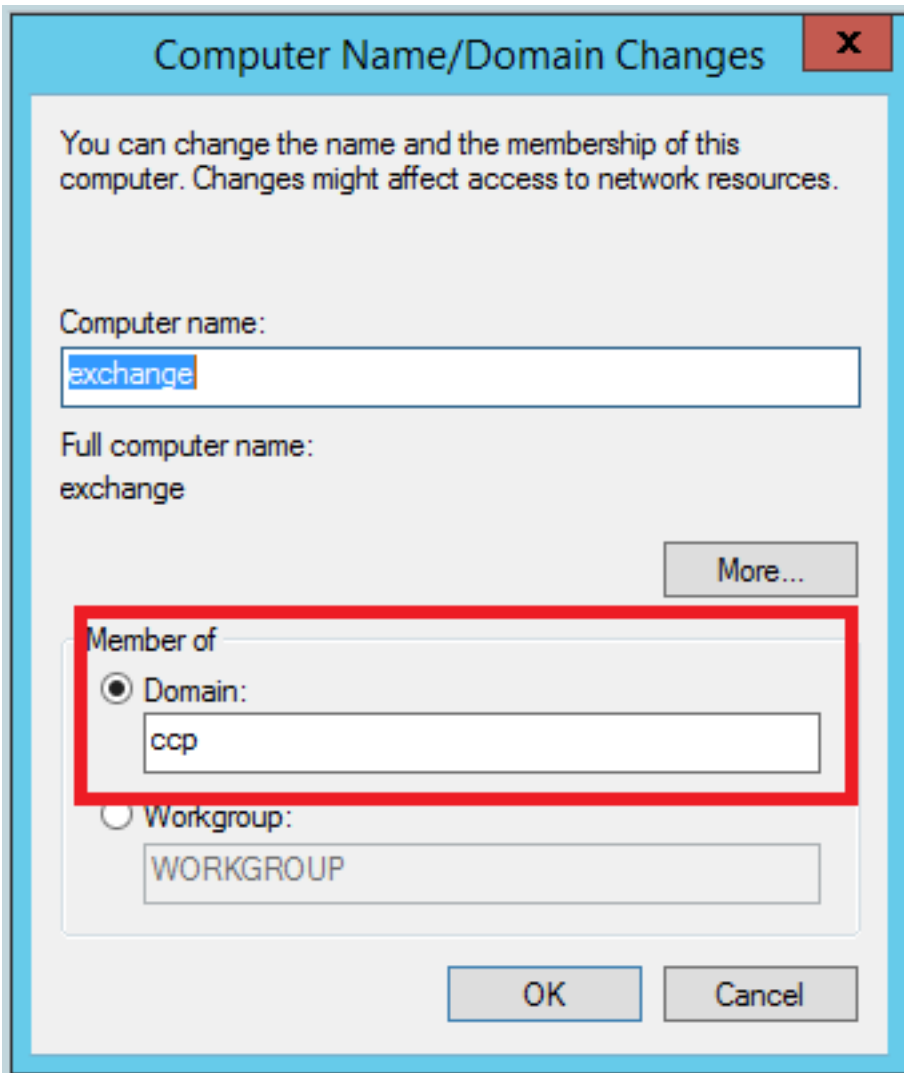 Computer Name/Domain Changes
x
You can change the name and the membership of this
computer. Changes might affect access to network resources.
Computer name:
exchange
Full computer name:
exchange
More...
Member of
Domain:
ccp
Workgroup:
WORKGROUP
OK
Cancel